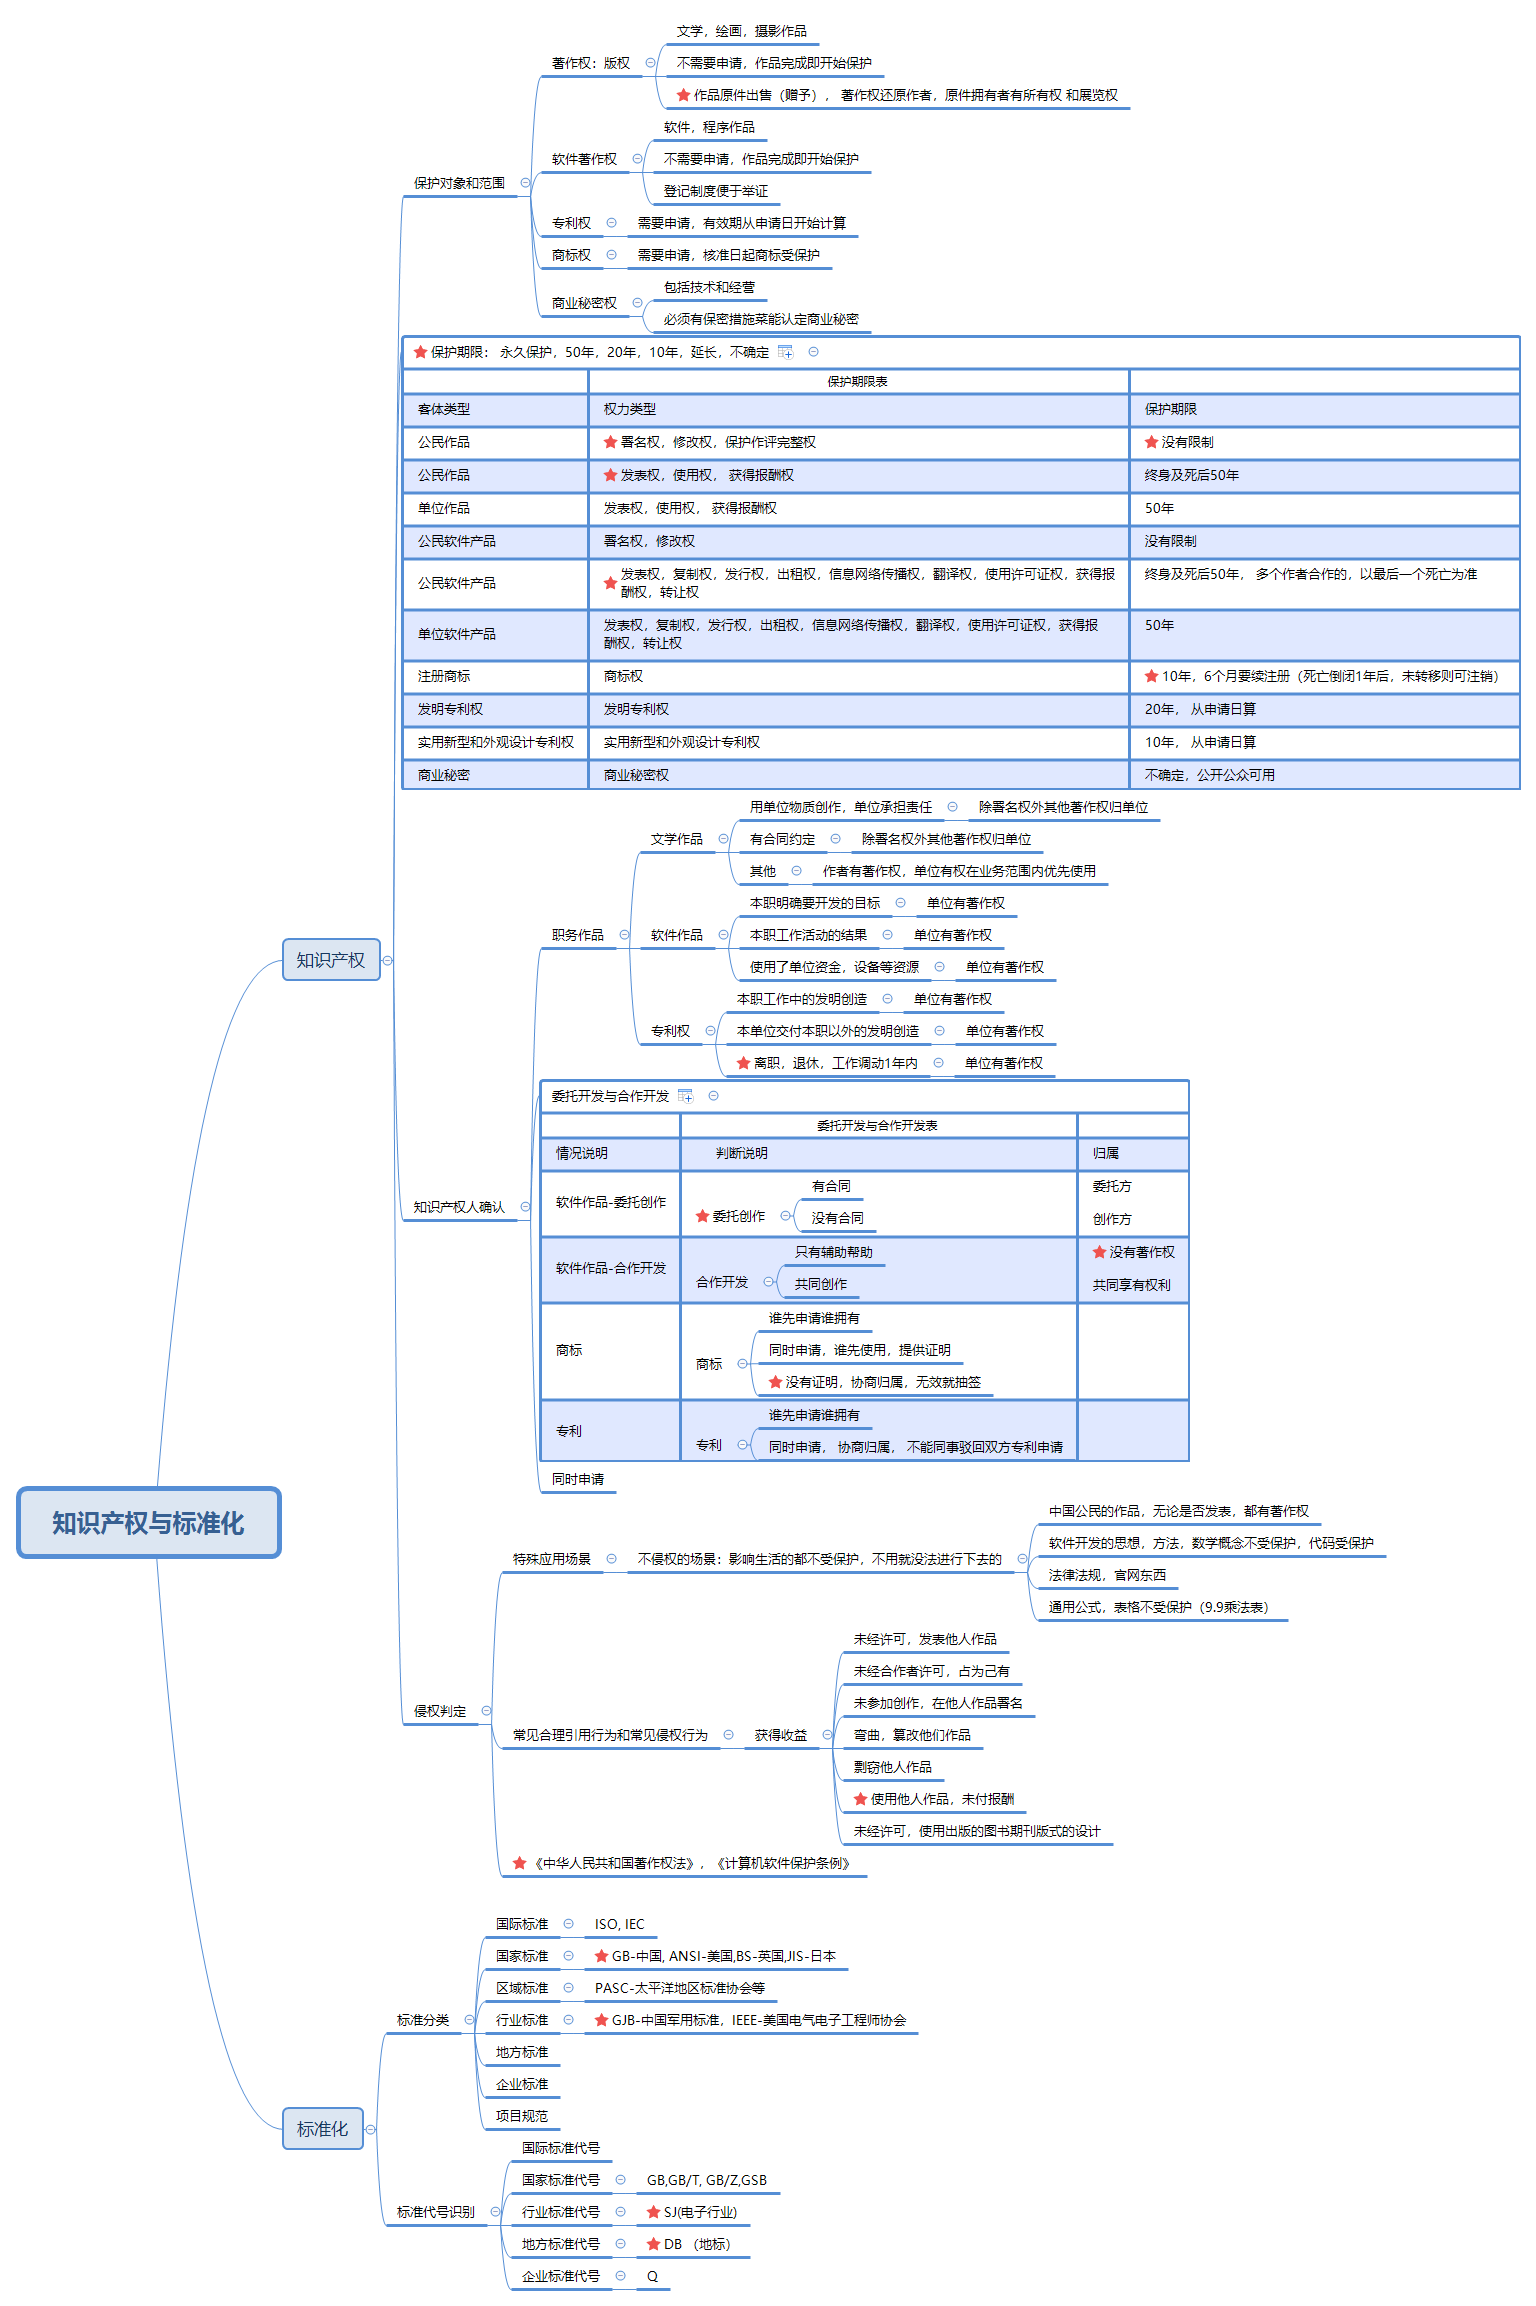 文学，绘画，摄影作品
著作权：版权
不需要申请，作品完成即开始保护
作品原件出售（赠予）， 著作权还原作者，原件拥有者有所有权 和展览权
软件，程序作品
软件著作权
不需要申请，作品完成即开始保护
登记制度便于举证
保护对象和范围
专利权
需要申请，有效期从申请日开始计算
商标权
需要申请，核准日起商标受保护
包括技术和经营
商业秘密权
必须有保密措施菜能认定商业秘密
保护期限： 永久保护，50年，20年，10年，延长，不确定
保护期限表
客体类型 权力类型 保护期限
公民作品 署名权，修改权，保护作评完整权 没有限制
公民作品 发表权，使用权， 获得报酬权 终身及死后50年
单位作品 发表权，使用权， 获得报酬权 50年
公民软件产品 署名权，修改权 没有限制
公民软件产品 发表权，复制权，发行权，出租权，信息网络传播权，翻译权，使用许可证权，获得报 终身及死后50年， 多个作者合作的，以最后一个死亡为准
酬权，转让权
单位软件产品 发表权，复制权，发行权，出租权，信息网络传播权，翻译权，使用许可证权，获得报 50年
酬权，转让权
注册商标 商标权 10年，6个月要续注册（死亡倒闭1年后，未转移则可注销）
发明专利权 发明专利权 20年， 从申请日算
实用新型和外观设计专利权 实用新型和外观设计专利权 10年， 从申请日算
商业秘密 商业秘密权 不确定，公开公众可用
用单位物质创作，单位承担责任 除署名权外其他著作权归单位
文学作品
有合同约定 除署名权外其他著作权归单位
其他 作者有著作权，单位有权在业务范围内优先使用
本职明确要开发的目标 单位有著作权
职务作品
软件作品
本职工作活动的结果 单位有著作权
使用了单位资金，设备等资源 单位有著作权
知识产权
本职工作中的发明创造 单位有著作权
专利权
本单位交付本职以外的发明创造 单位有著作权
离职，退休，工作调动1年内 单位有著作权
委托开发与合作开发
委托开发与合作开发表
情况说明 判断说明 归属
软件作品-委托创作
委托创作
有合同 委托方
没有合同 创作方
知识产权人确认
软件作品-合作开发
合作开发
只有辅助帮助 没有著作权
共同创作 共同享有权利
商标
商标
谁先申请谁拥有
同时申请，谁先使用，提供证明
没有证明，协商归属，无效就抽签
专利
专利
谁先申请谁拥有
同时申请， 协商归属， 不能同事驳回双方专利申请
同时申请
知识产权与标准化
中国公民的作品，无论是否发表，都有著作权
软件开发的思想，方法，数学概念不受保护，代码受保护
特殊应用场景
不侵权的场景：影响生活的都不受保护，不用就没法进行下去的
法律法规，官网东西
通用公式，表格不受保护（9.9乘法表）
未经许可，发表他人作品
未经合作者许可，占为己有
未参加创作，在他人作品署名
侵权判定
常见合理引用行为和常见侵权行为
获得收益
弯曲，篡改他们作品
剽窃他人作品
使用他人作品，未付报酬
未经许可，使用出版的图书期刊版式的设计
《中华人民共和国著作权法》，《计算机软件保护条例》
国际标准 ISO, IEC
国家标准 GB-中国, ANSI-美国,BS-英国,JIS-日本
区域标准 PASC-太平洋地区标准协会等
标准分类
行业标准 GJB-中国军用标准，IEEE-美国电气电子工程师协会
地方标准
企业标准
项目规范
标准化
国际标准代号
国家标准代号 GB,GB/T, GB/Z,GSB
标准代号识别
行业标准代号 SJ(电子行业)
地方标准代号 DB （地标）
企业标准代号 Q